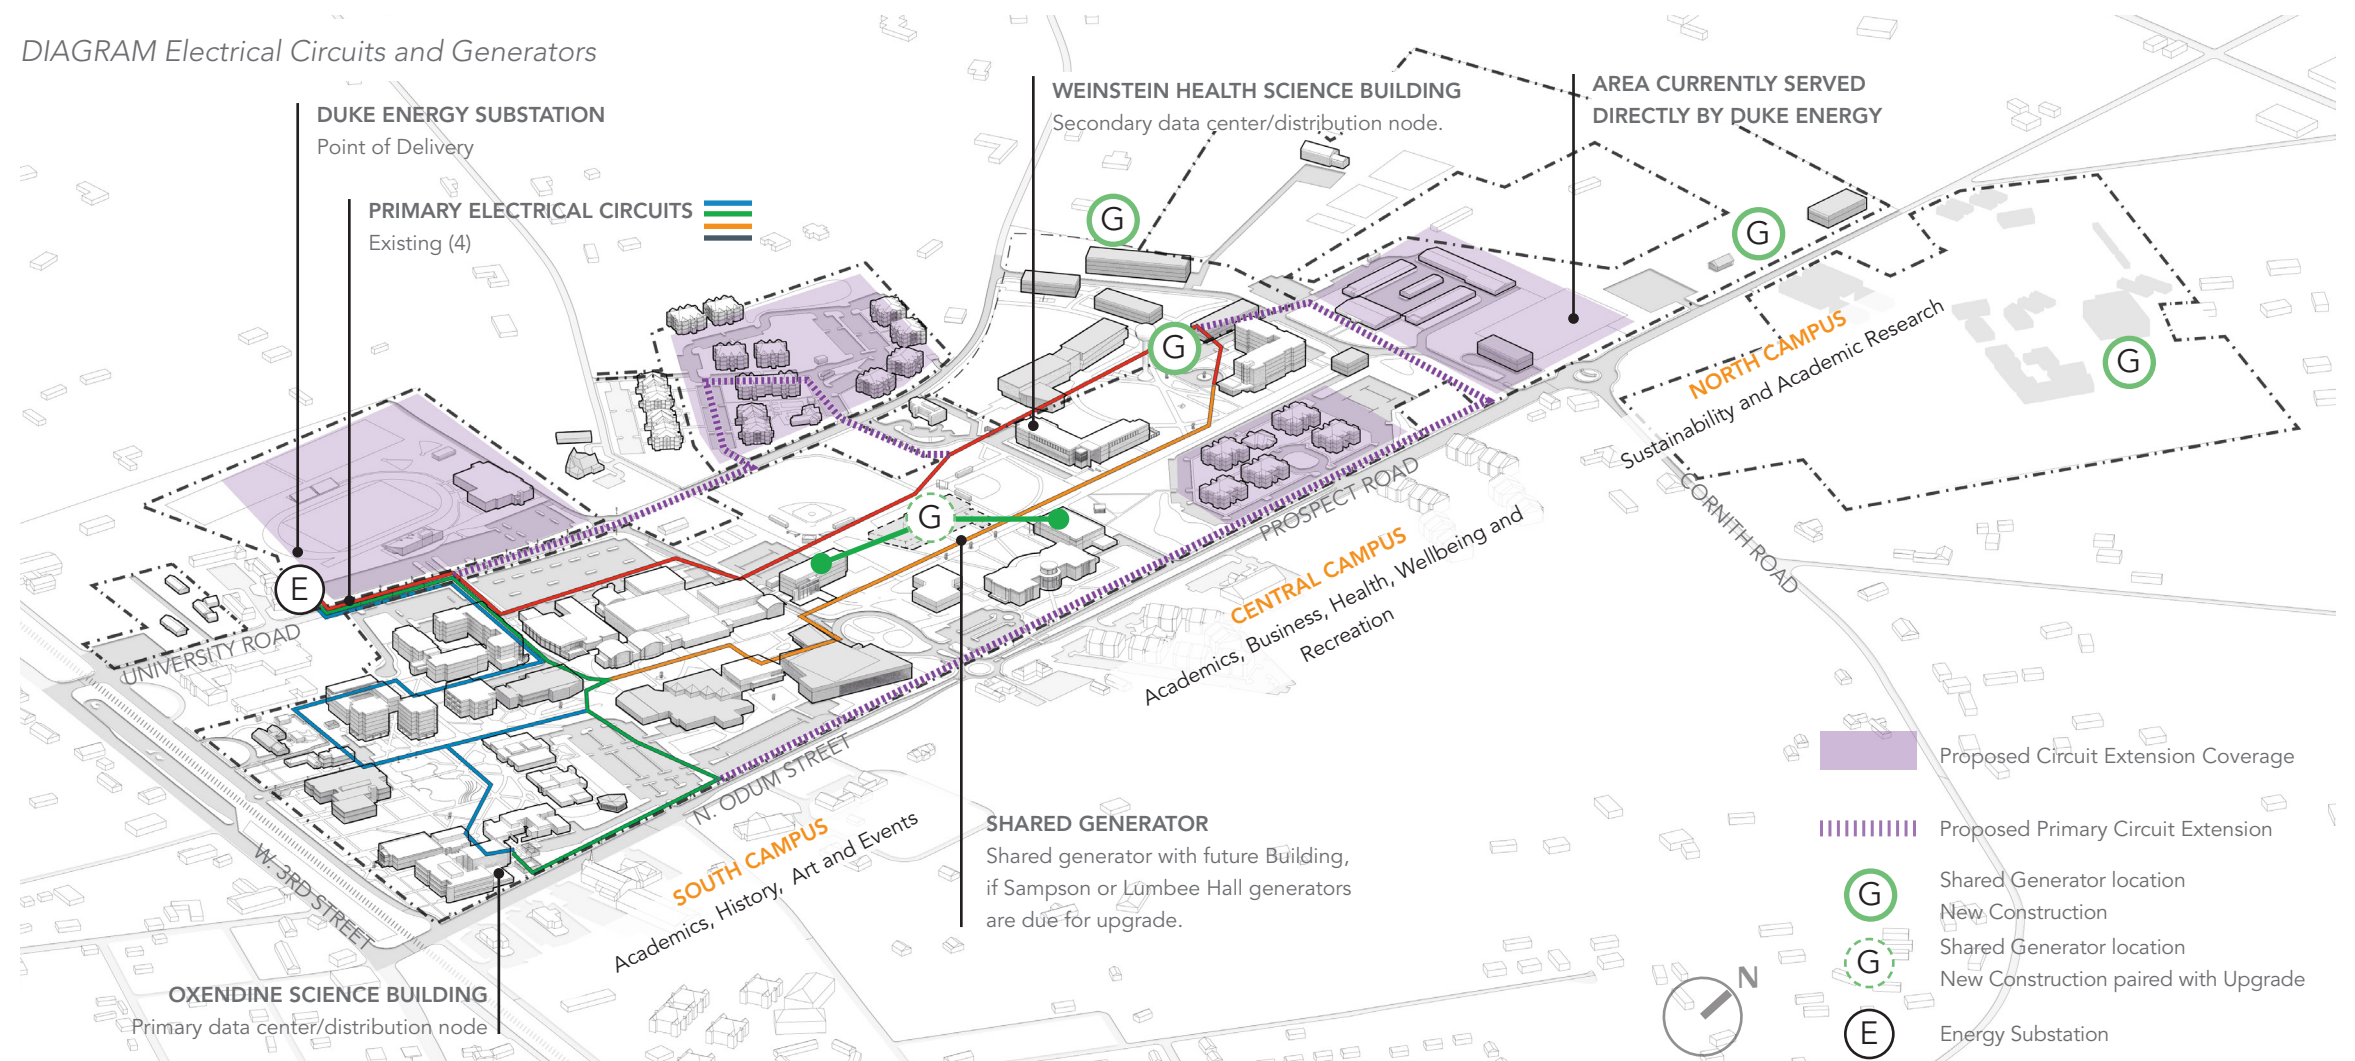 DIAGRAM Electrical Circuits and Generators
DUKE ENERGY SUBSTATION
Point of Delivery
PRIMARY ELECTRICAL CIRCUITS
Existing (4)
WEINSTEIN HEALTH SCIENCE BUILDING
Secondary data center/distribution node.
AREA CURRENTLY SERVED
DIRECTLY BY DUKE ENERGY
G
G
G
G
G
E
NORTH CAMPUS
Sustainability and Academic Research
PROSPECT ROAD
CORNITH ROAD
CENTRAL CAMPUS
Academics, Business, Health, Wellbeing and
Recreation
UNIVERSITY ROAD
N. ODUM STREET
W. 3RD STREET
SOUTH CAMPUS
Academics, History, Art and Events
SHARED GENERATOR
Shared generator with future Building,
if Sampson or Lumbee Hall generators
are due for upgrade.
OXENDINE SCIENCE BUILDING
Primary data center/distribution node
Proposed Circuit Extension Coverage
Proposed Primary Circuit Extension
G
Shared Generator location
New Construction
G
Shared Generator location
New Construction paired with Upgrade
E
Energy Substation
N